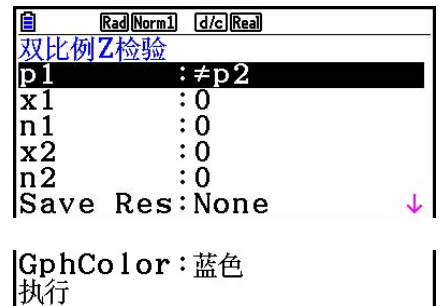 Rad Norm1 d/c Real
双比例Z检验
p1 :≠p2
x1 :0
n1 :0
x2 :0
n2 :0
Save Res:None ↓
GphColor:蓝色
执行